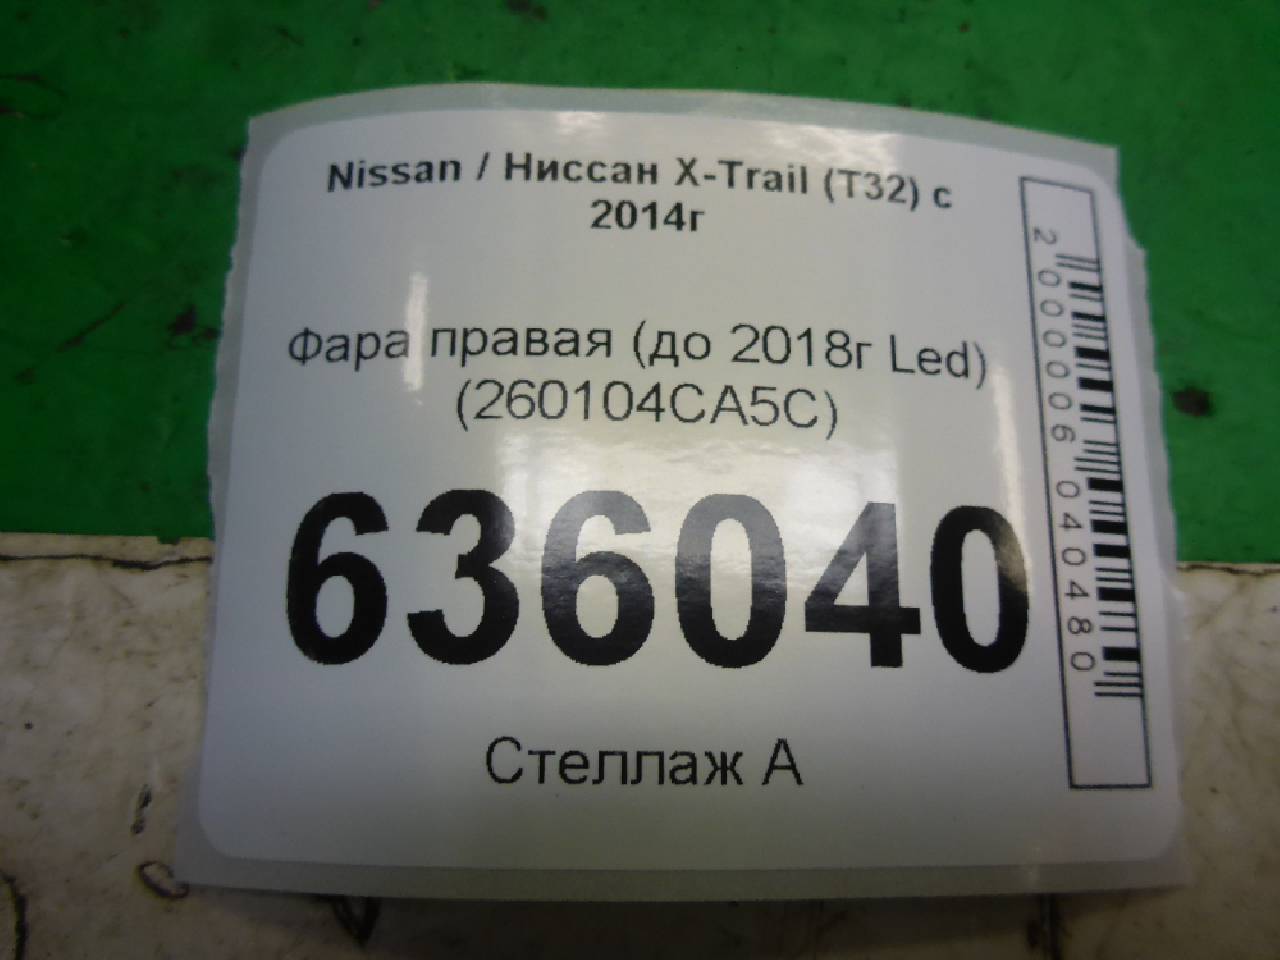 Nissan / Ниссан X-Trail (T32) с
2014г
Фара правая (до 2018г Led)
(260104CA5C)
636040
Стеллаж А
2000006040480